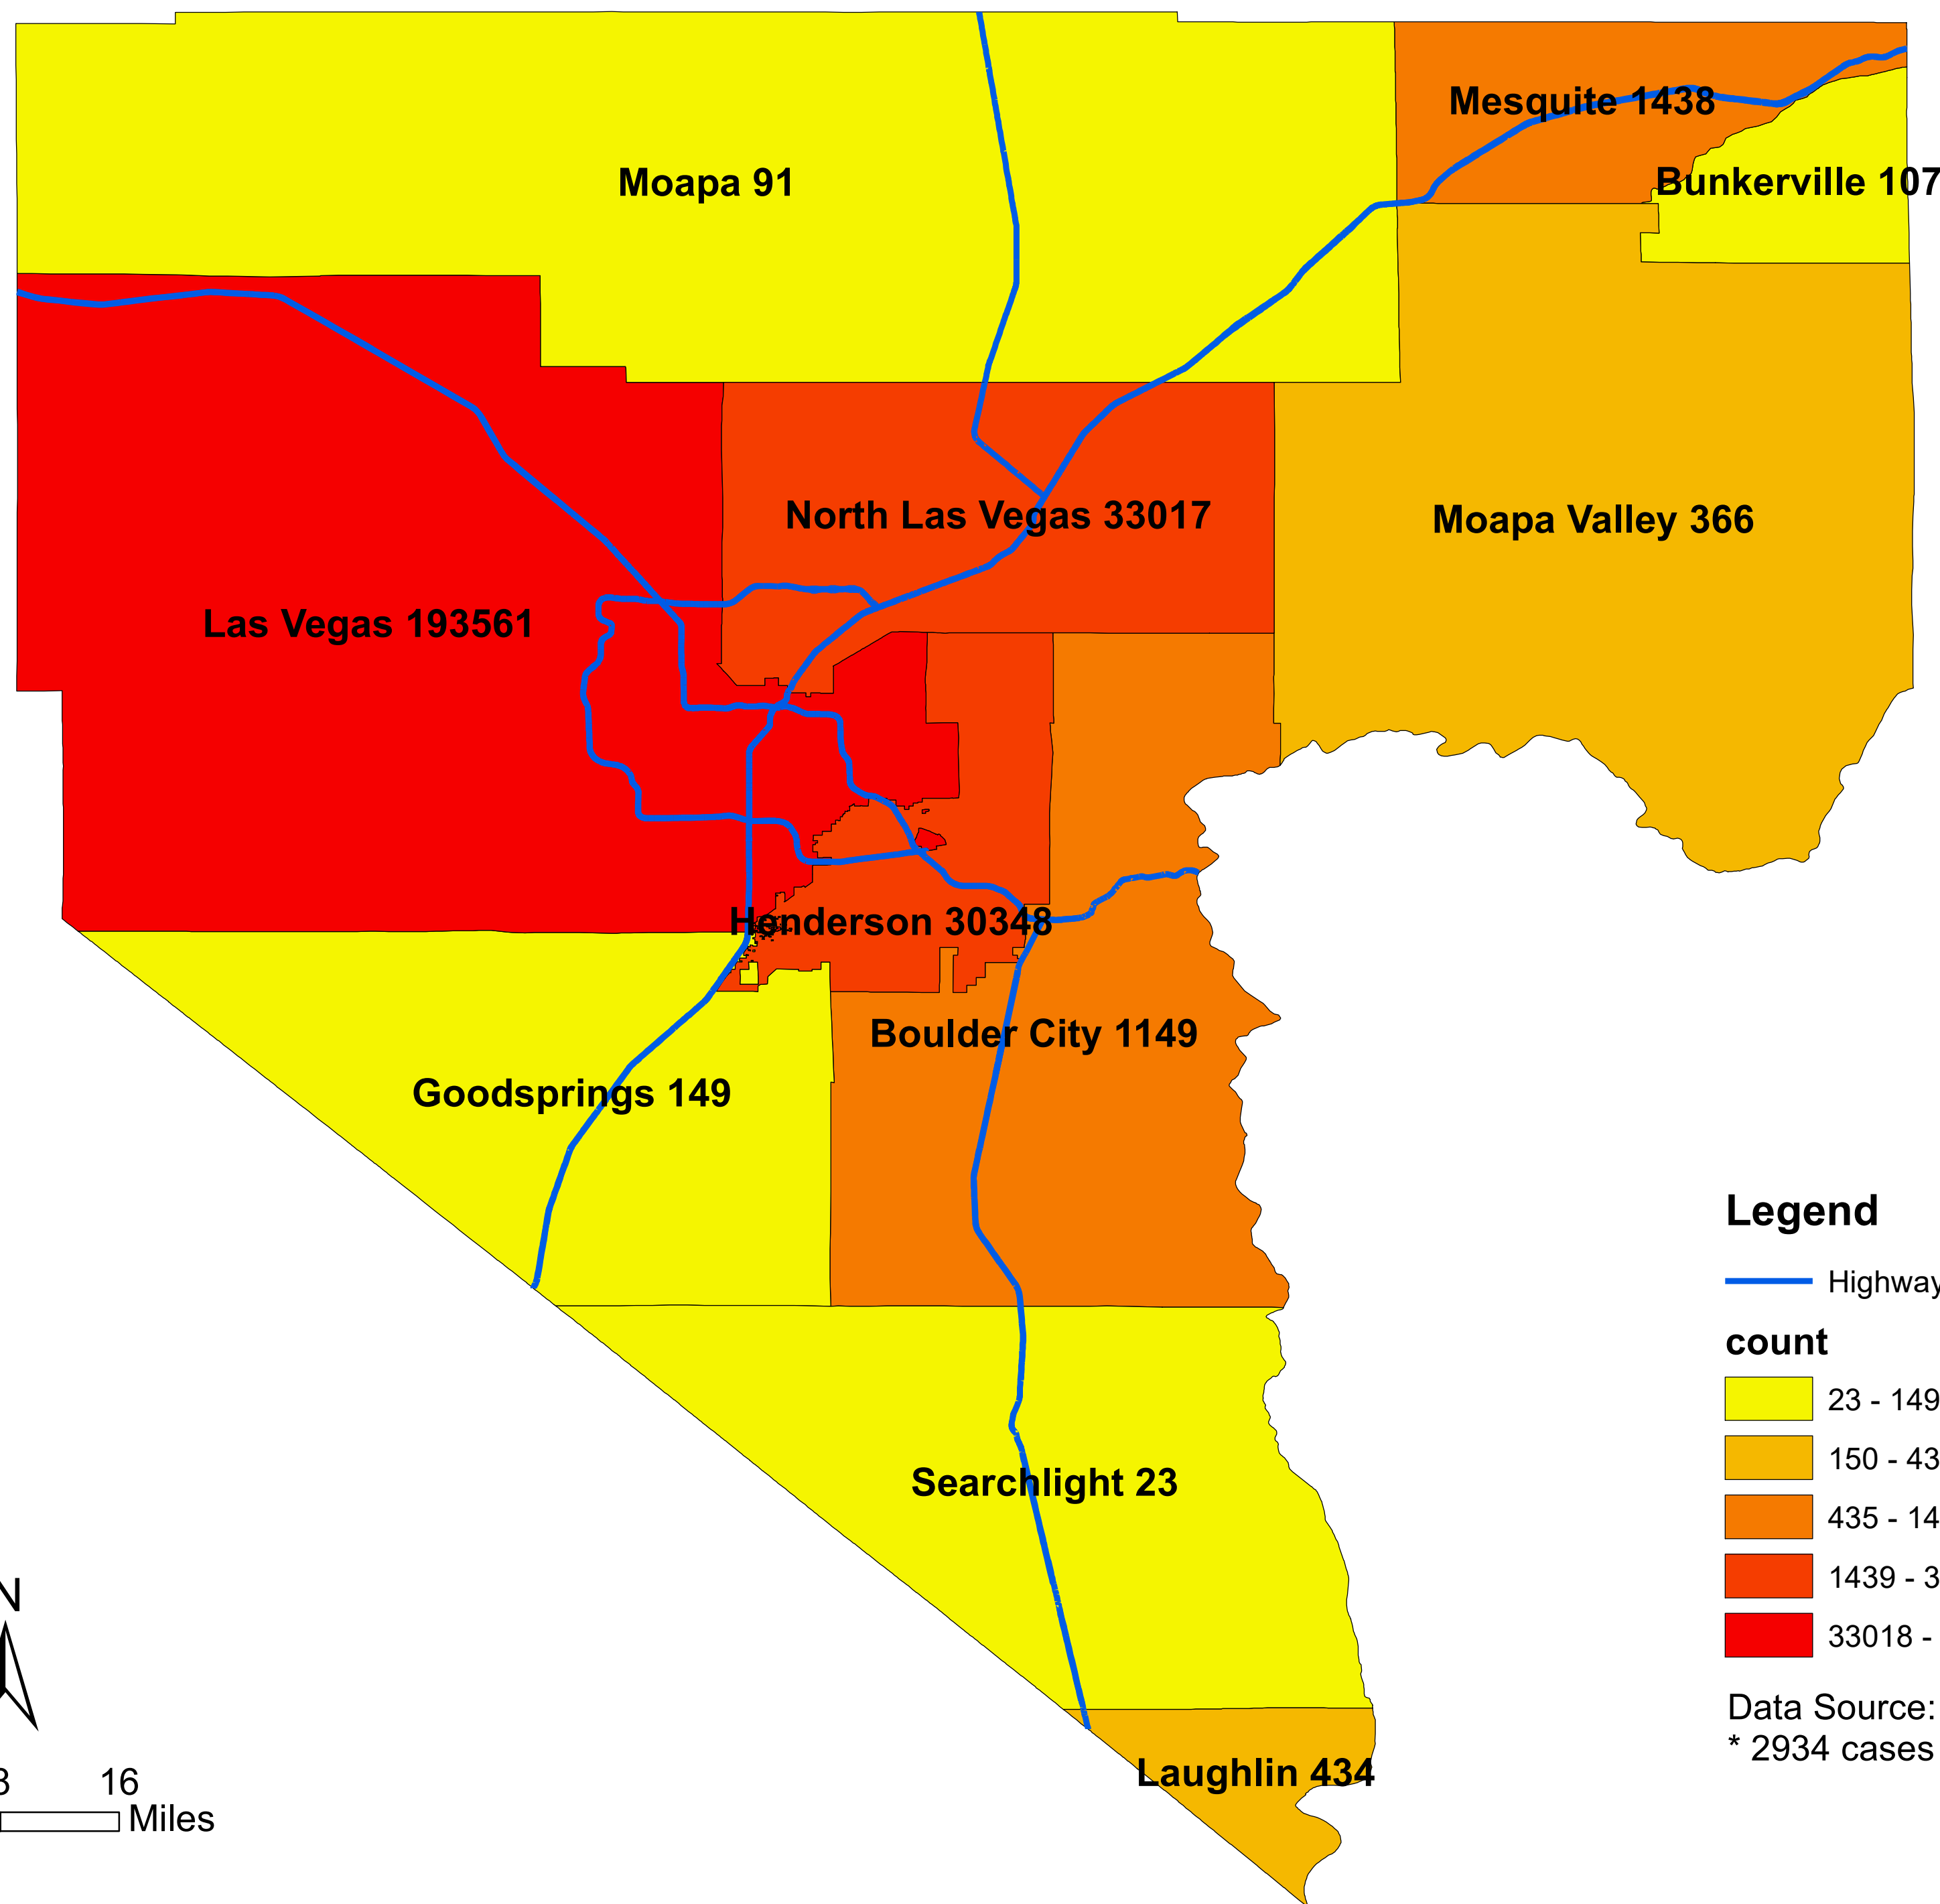 Mesquite 1438
Moapa 91
Bunkerville 107
North Las Vegas 33017
Moapa Valley 366
Las Vegas 193561
Henderson 30348
Boulder City 1149
Goodsprings 149
Legend
Highway
count
23 - 149
150 - 43
435 - 14
1439 - 3
33018 -
Searchlight 23
N
Data Source:
* 2934 cases
Laughlin 434
16
Miles